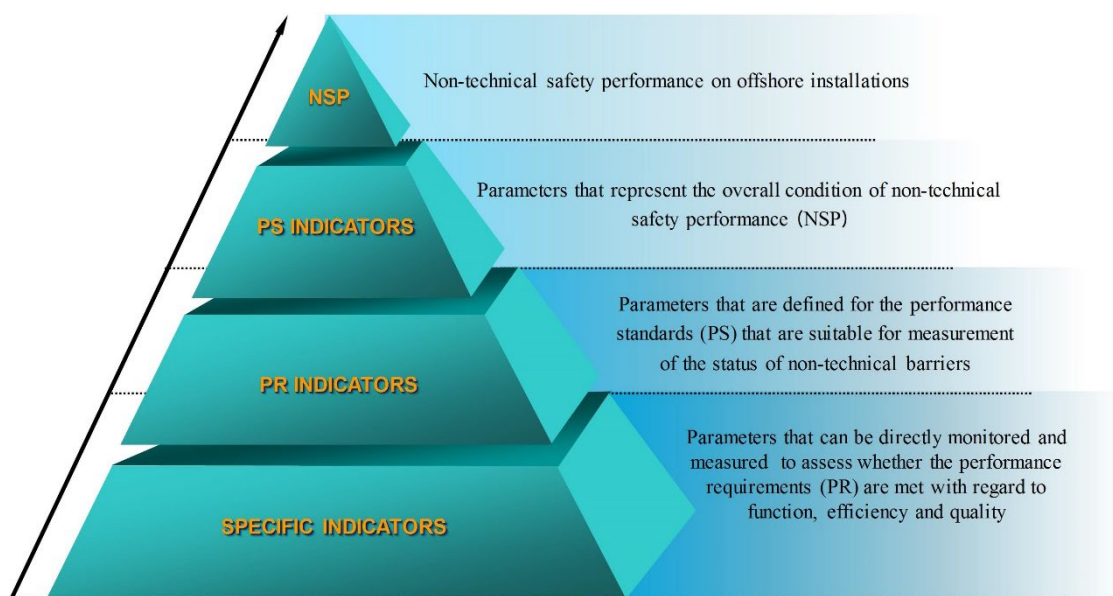 NSP
Non-technical safety performance on offshore installations
PS INDICATORS
Parameters that represent the overall condition of non-technical
safety performance (NSP)
PR INDICATORS
Parameters that are defined for the performance
standards (PS) that are suitable for measurement
of the status of non-technical barriers
SPECIFIC INDICATORS
Parameters that can be directly monitored and
measured to assess whether the performance
requirements (PR) are met with regard to
function, efficiency and quality